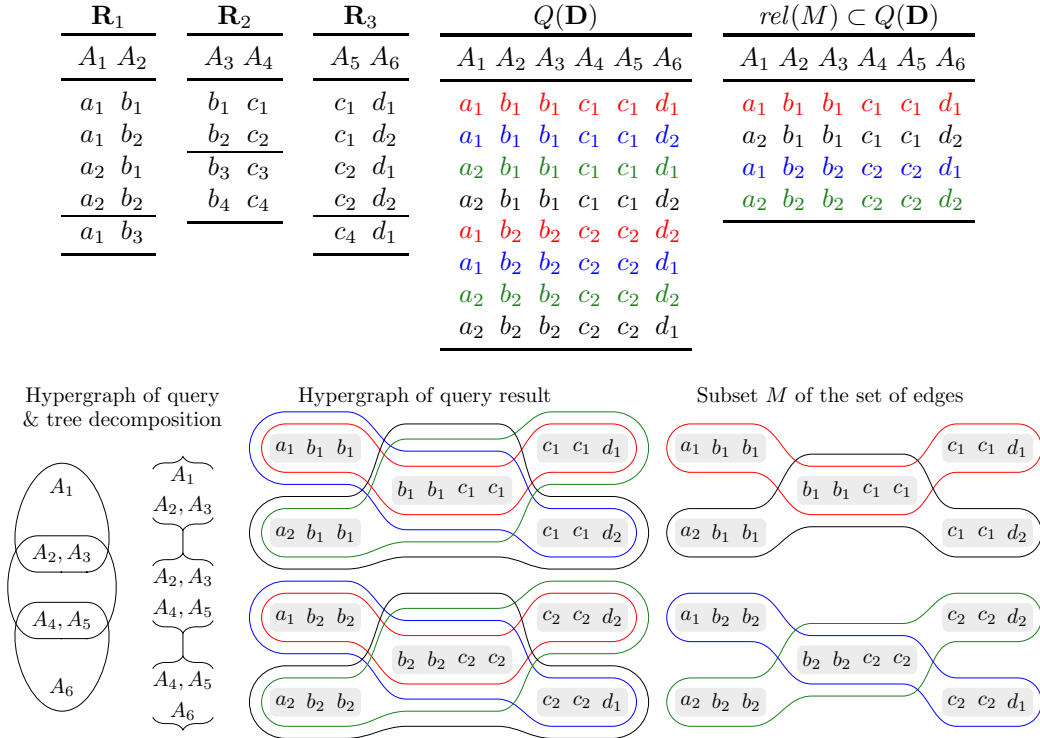 R₁ R₂ R₃ Q(D) rel(M) ⊂ Q(D)
A₁ A₂ A₃ A₄ A₅ A₆ A₁ A₂ A₃ A₄ A₅ A₆ A₁ A₂ A₃ A₄ A₅ A₆
a₁ b₁ b₁ c₁ c₁ d₁ a₁ b₁ b₁ c₁ c₁ d₁ a₁ b₁ b₁ c₁ c₁ d₁
a₁ b₂ b₂ c₂ c₁ d₂ a₁ b₁ b₁ c₁ c₁ d₂ a₂ b₁ b₁ c₁ c₁ d₂
a₂ b₁ b₃ c₃ c₂ d₁ a₂ b₁ b₁ c₁ c₁ d₁ a₁ b₂ b₂ c₂ c₂ d₁
a₂ b₂ b₄ c₄ c₂ d₂ a₂ b₁ b₁ c₁ c₁ d₂ a₂ b₂ b₂ c₂ c₂ d₂
a₁ b₃ c₄ d₁ a₁ b₂ b₂ c₂ c₂ d₂
a₁ b₂ b₂ c₂ c₂ d₁
a₂ b₂ b₂ c₂ c₂ d₂
a₂ b₂ b₂ c₂ c₂ d₁
Hypergraph of query
& tree decomposition
A₁
A₂, A₃
A₄, A₅
A₆
A₁
A₂, A₃
A₂, A₃
A₄, A₅
A₄, A₅
A₆
Hypergraph of query result
a₁ b₁ b₁ c₁ c₁ d₁
b₁ b₁ c₁ c₁
a₂ b₁ b₁ c₁ c₁ d₂
a₁ b₂ b₂ c₂ c₂ d₂
b₂ b₂ c₂ c₂
a₂ b₂ b₂ c₂ c₂ d₁
Subset M of the set of edges
a₁ b₁ b₁ c₁ c₁ d₁
b₁ b₁ c₁ c₁
a₂ b₁ b₁ c₁ c₁ d₂
a₁ b₂ b₂ c₂ c₂ d₂
b₂ b₂ c₂ c₂
a₂ b₂ b₂ c₂ c₂ d₁